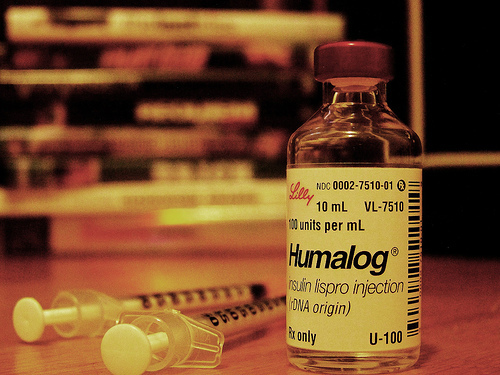 Lilly
NDC 0002-7510-01 Rx
10 mL VL-7510
100 units per mL
Humalog®
insulin lispro injection
(rDNA origin)
Rx only U-100